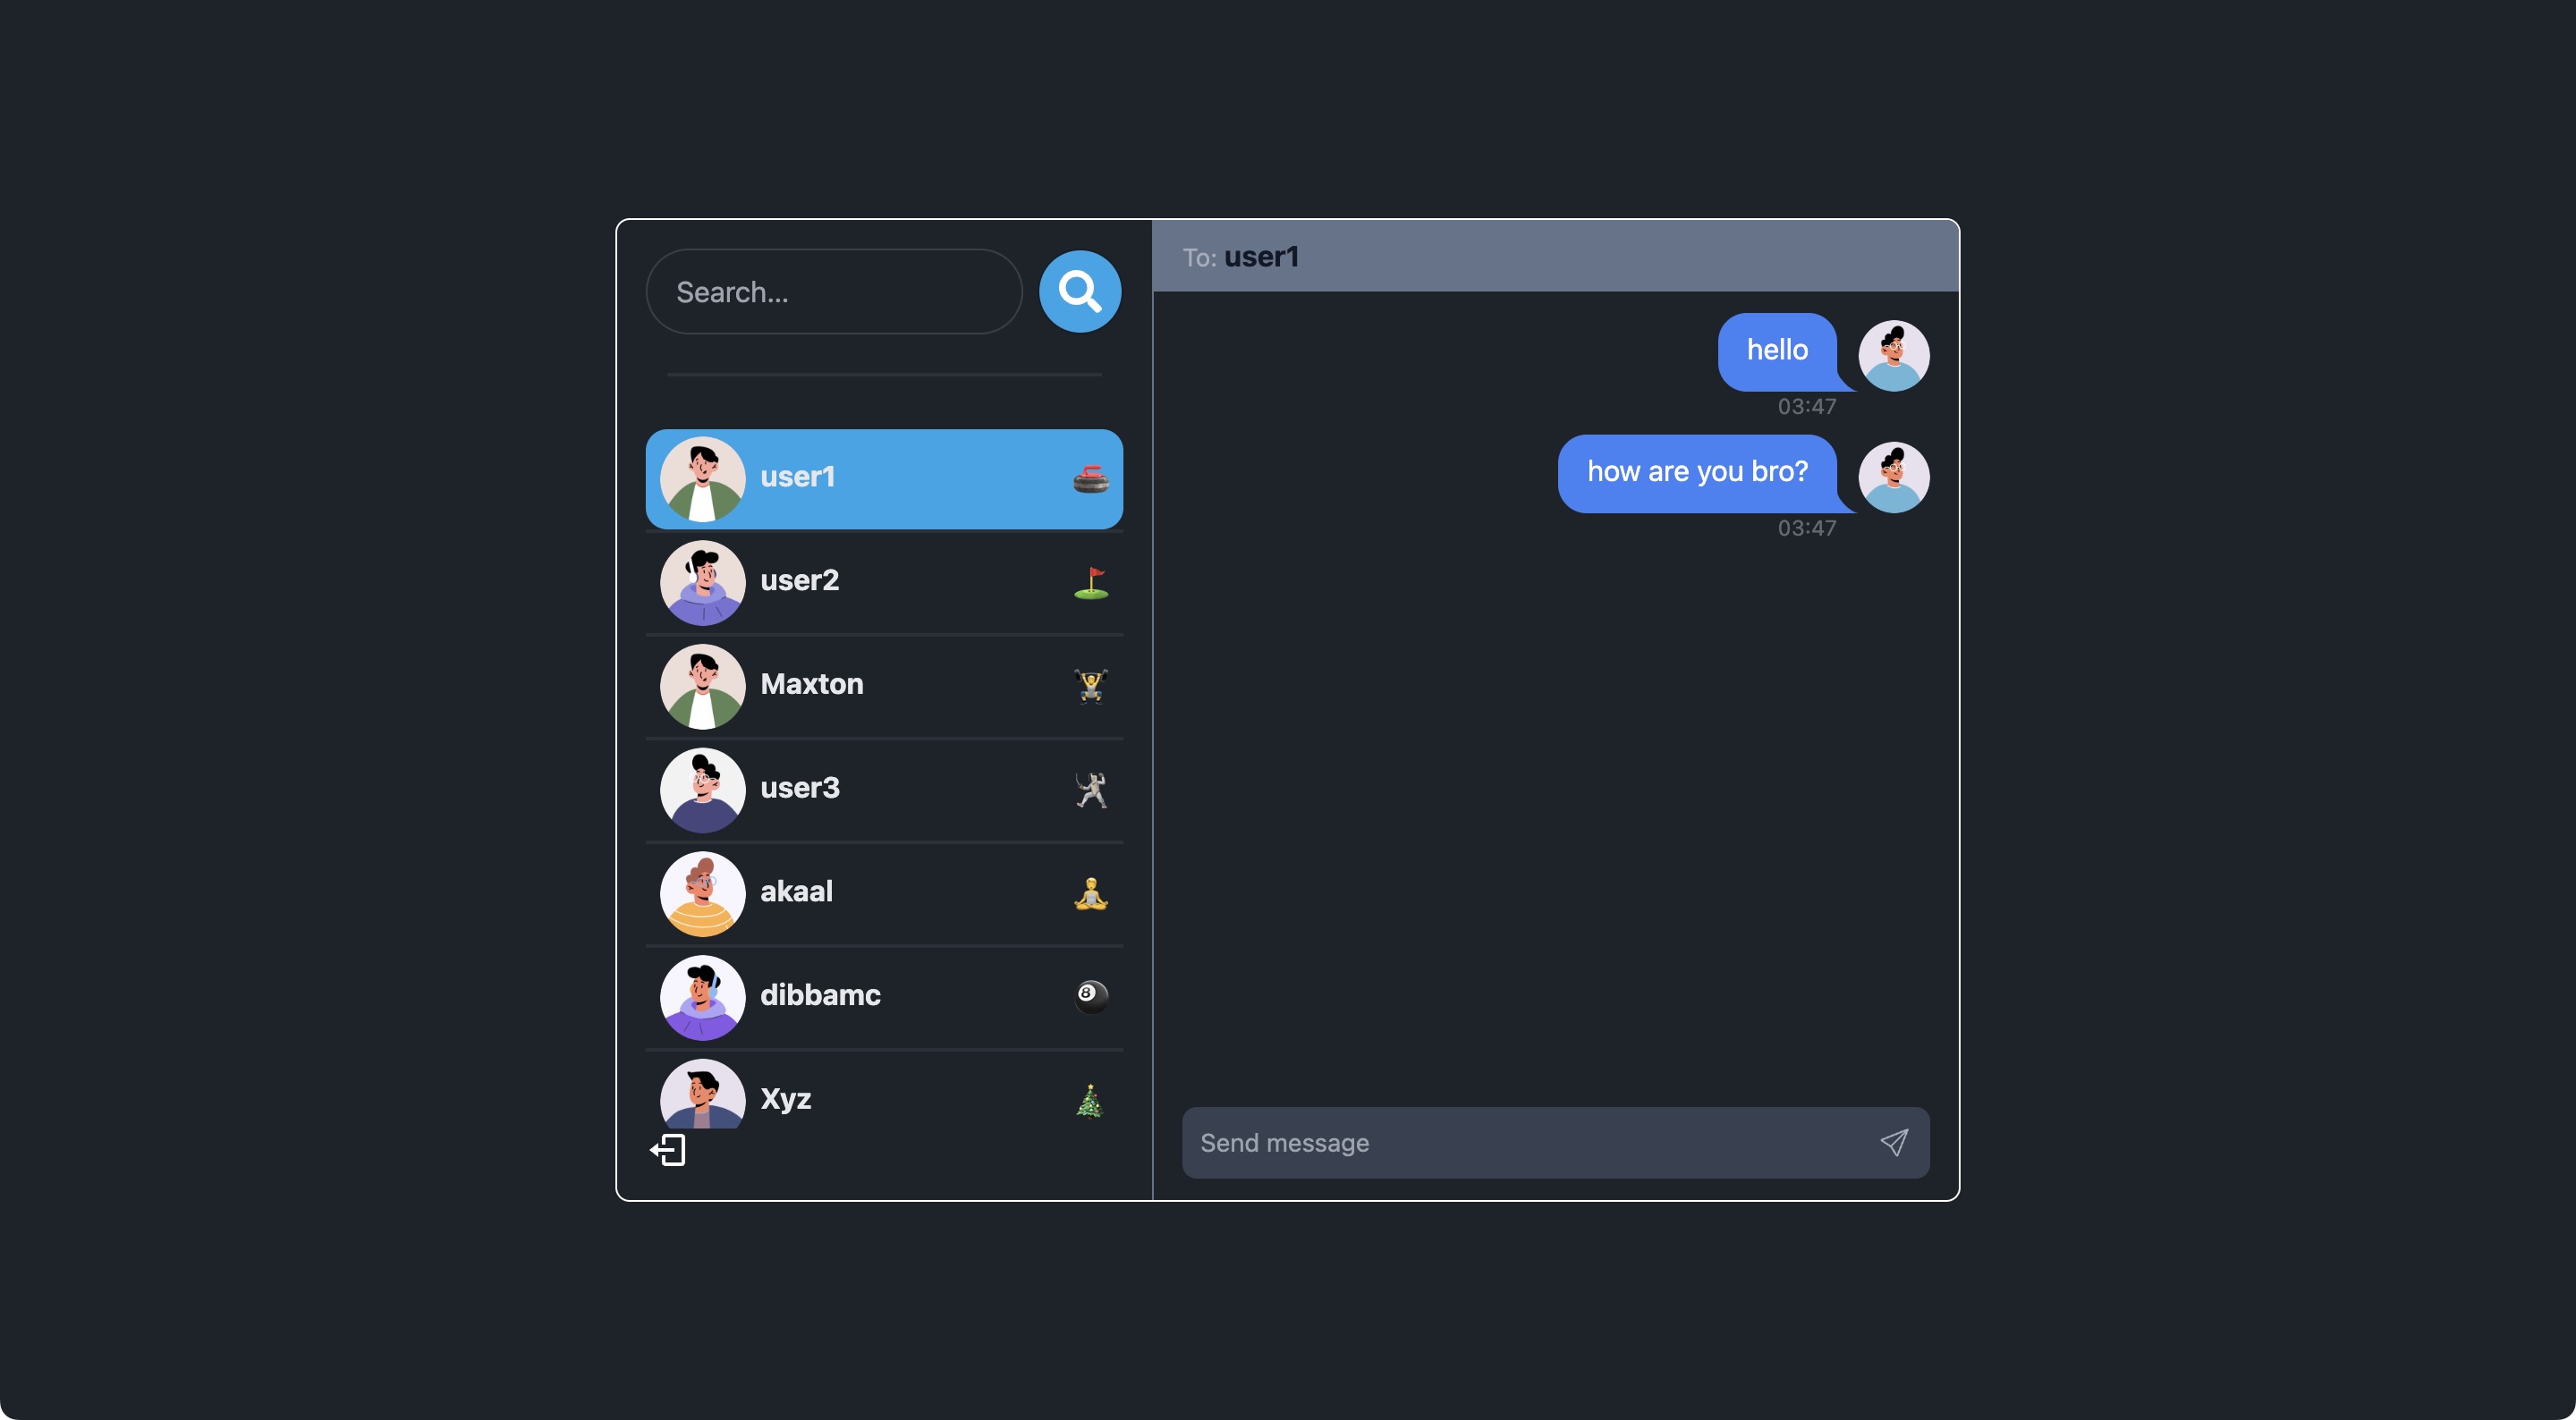 Search...
user1
user2
Maxton
user3
akaal
dibbamc
8
Xyz
To: user1
hello
03:47
how are you bro?
03:47
Send message